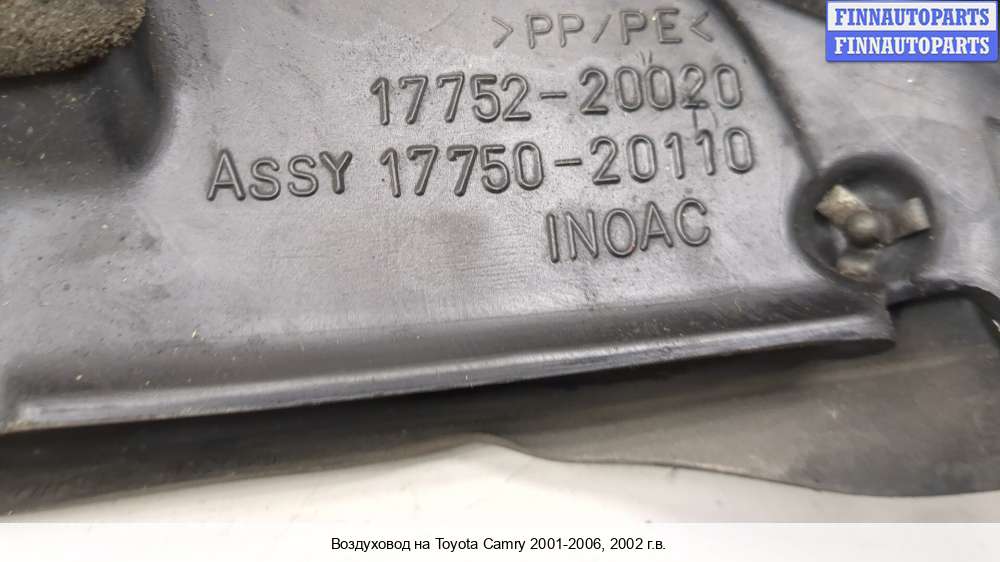 FINNAUTOPARTS
FINNAUTOPARTS
>PP/PE<
17752-20020
ASSY 17750-20110
INOAC
Воздуховод на Toyota Camry 2001-2006, 2002 г.в.